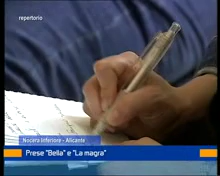 repertorio
Nocera Inferiore - Alicante
Prese "Bella" e "La magra"